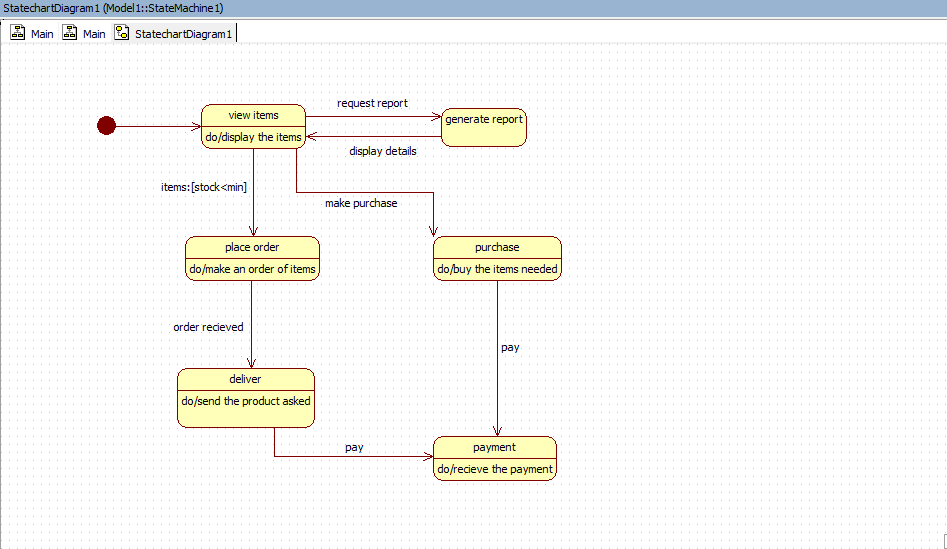 StatechartDiagram1 (Model1::StateMachine1)
Main Main StatechartDiagram1
view items
do/display the items
request report
generate report
display details
items:[stock<min]
make purchase
place order
do/make an order of items
purchase
do/buy the items needed
order recieved
pay
deliver
do/send the product asked
pay
payment
do/recieve the payment